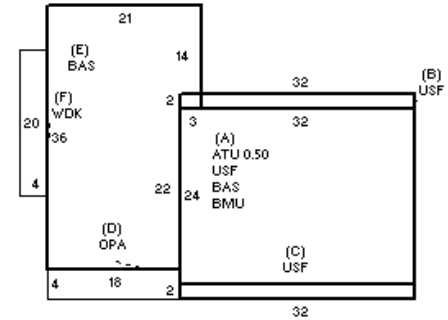 21
(E)
BAS
14
32
(B)
USF
(F)
WDK
2
20
36
3
32
(A)
ATU 0.50
USF
BAS
BMU
4
22
24
(D)
OPA
(C)
USF
4
18
2
32